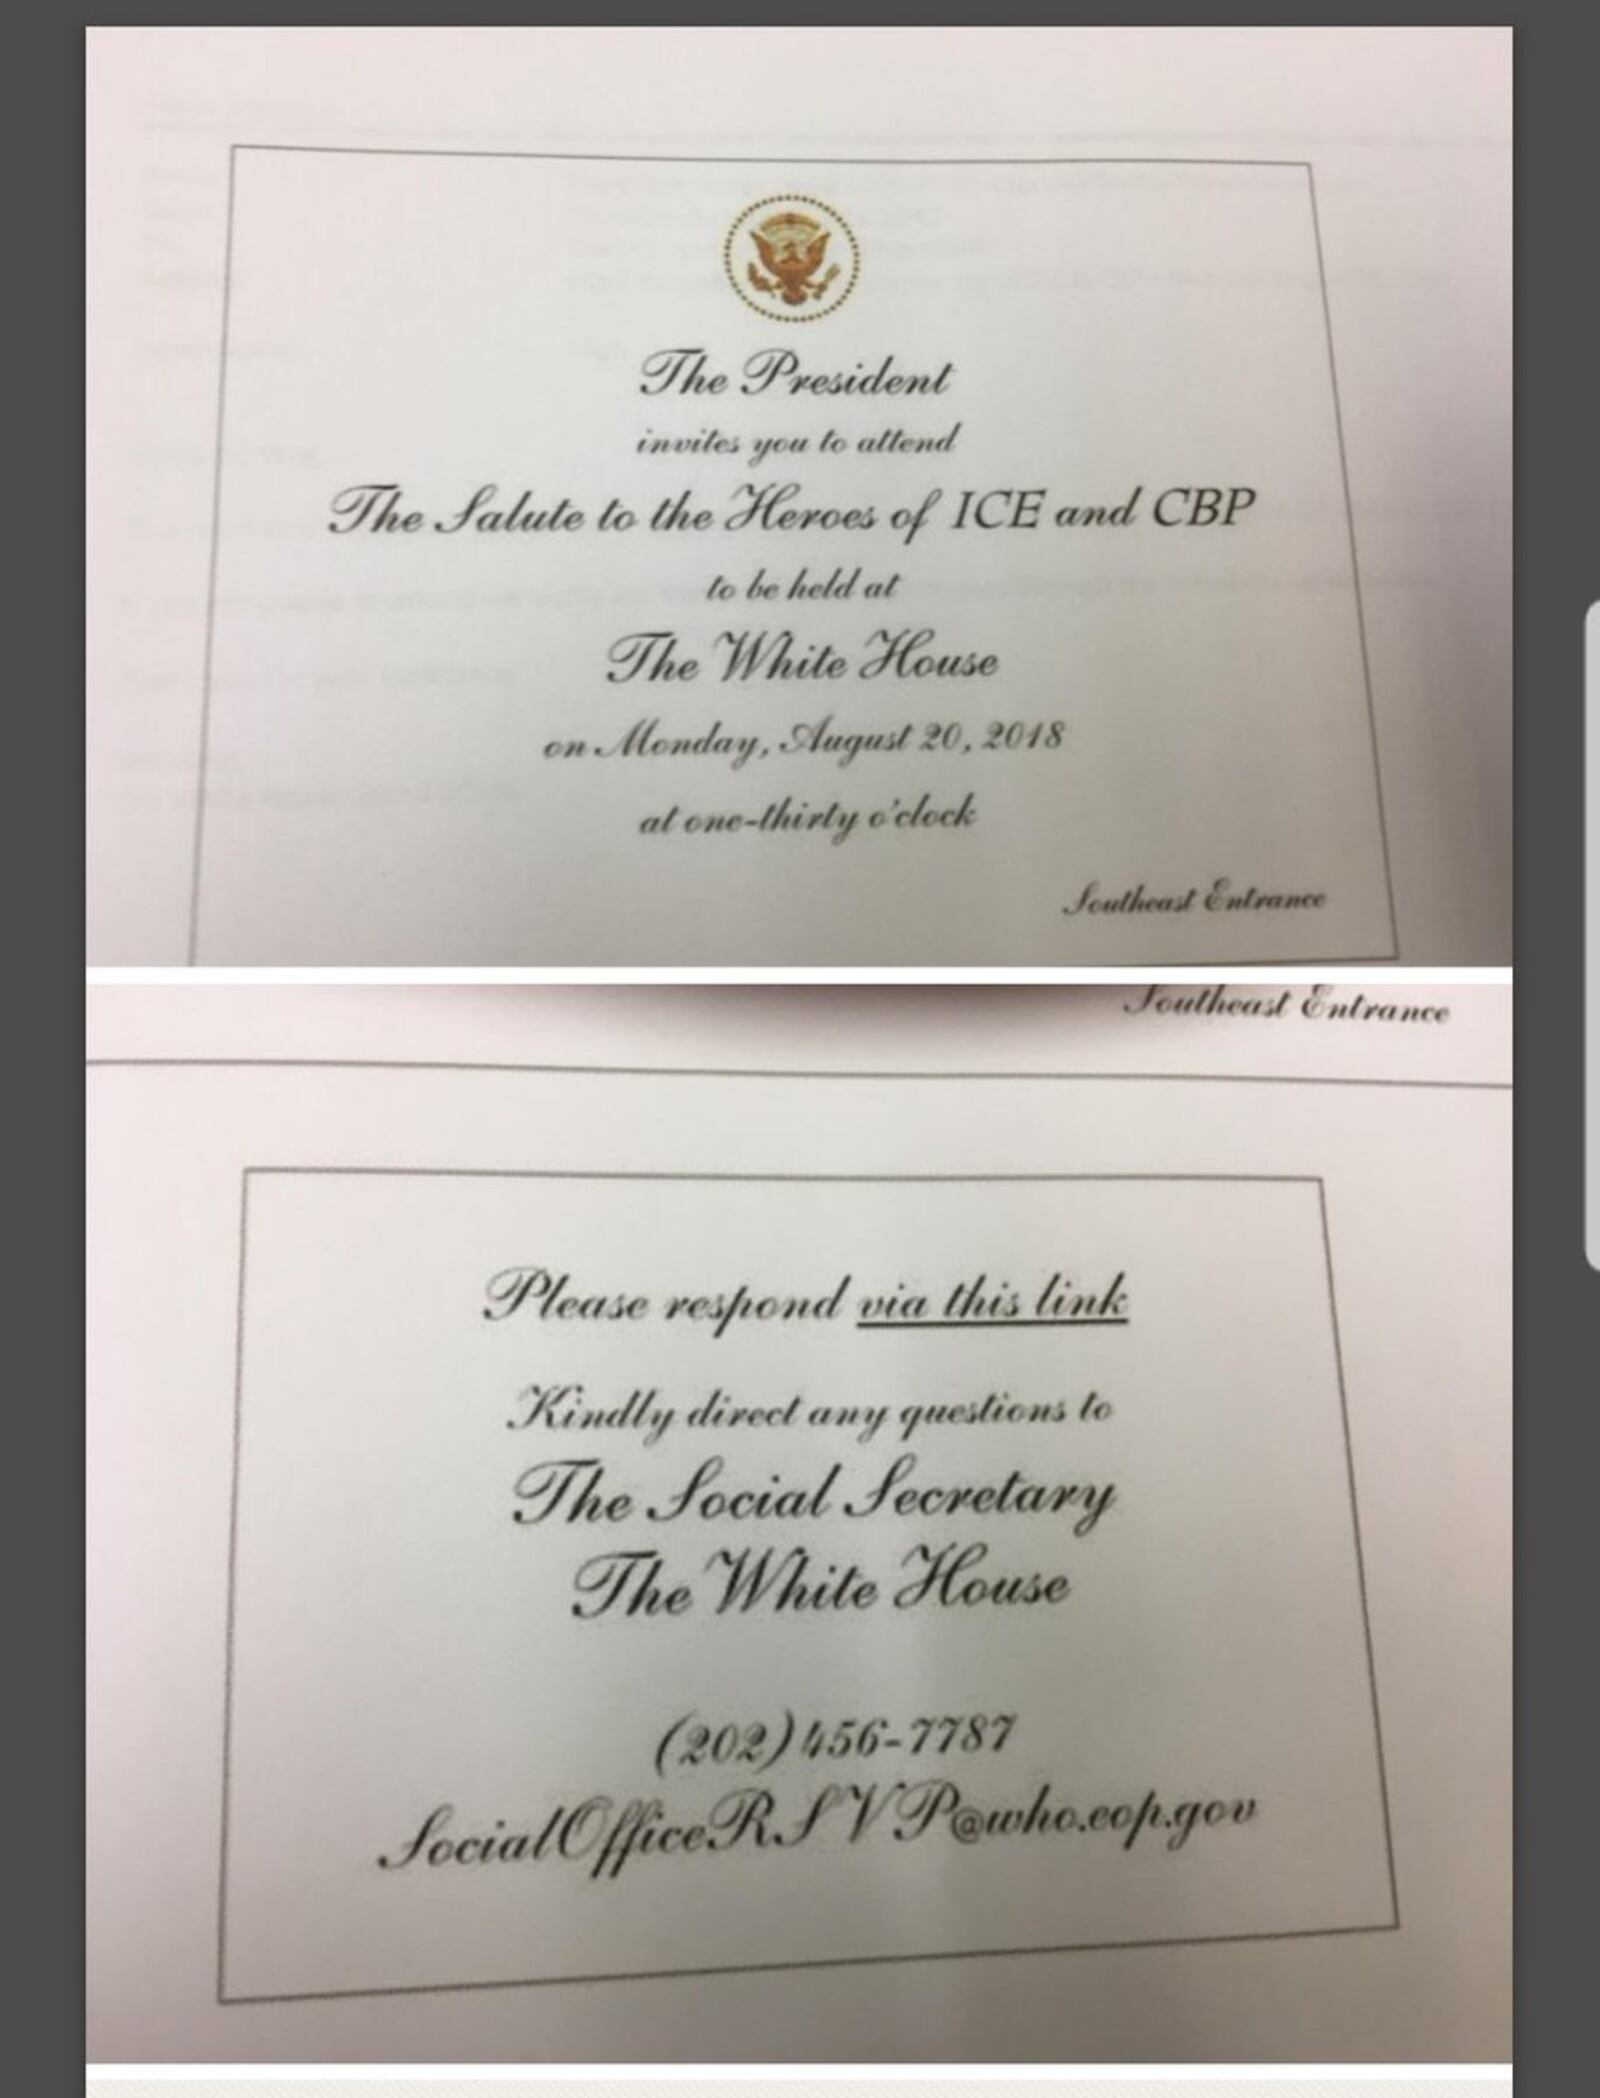 The President
invites you to attend
The Salute to the Heroes of ICE and CBP
to be held at
The White House
on Monday, August 20, 2018
at one-thirty o'clock
Southeast Entrance
Southeast Entrance
Please respond via this link
Kindly direct any questions to
The Social Secretary
The White House
(202) 456-7787
SocialOfficeRSVP@who.eop.gov